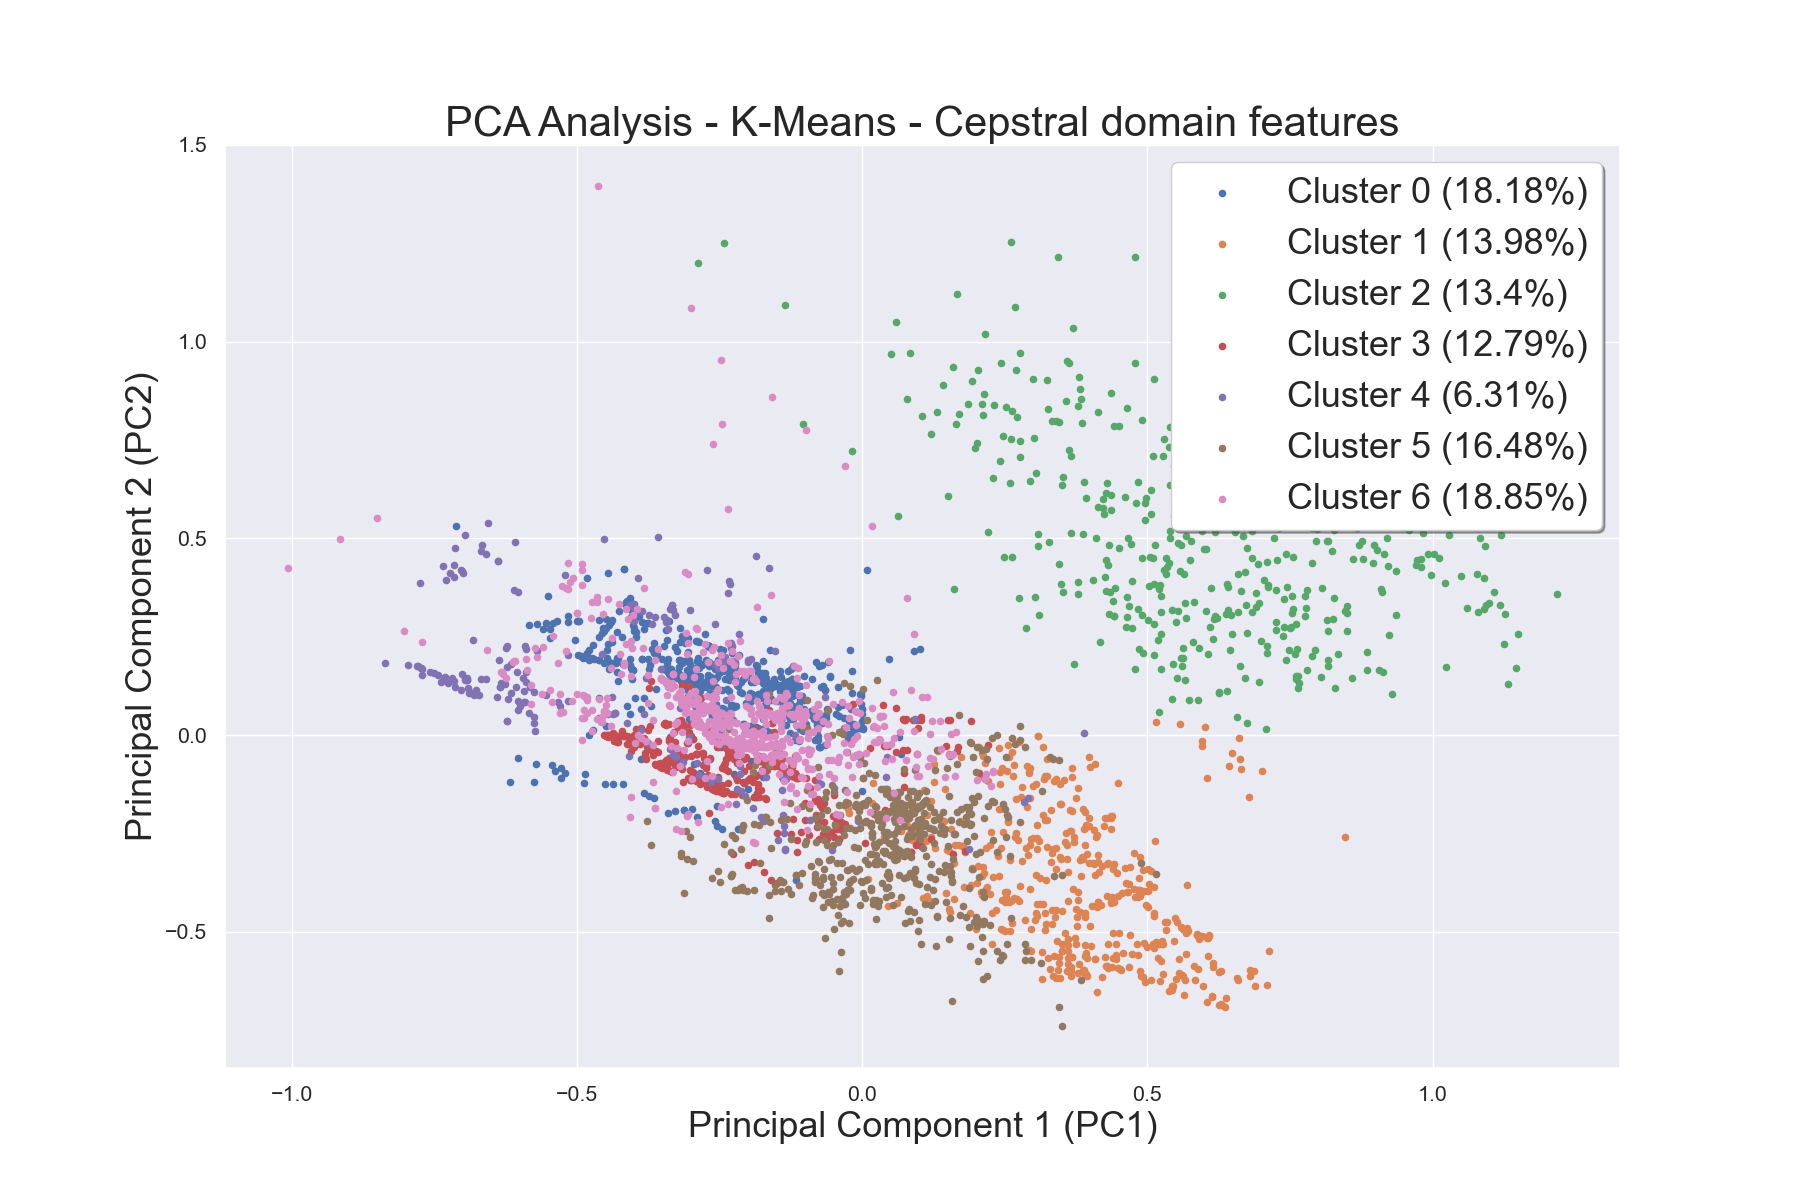 PCA Analysis - K-Means - Cepstral domain features
1.5
1.0
0.5
0.0
−0.5
Principal Component 2 (PC2)
Cluster 0 (18.18%)
Cluster 1 (13.98%)
Cluster 2 (13.4%)
Cluster 3 (12.79%)
Cluster 4 (6.31%)
Cluster 5 (16.48%)
Cluster 6 (18.85%)
−1.0 −0.5 0.0 0.5 1.0
Principal Component 1 (PC1)